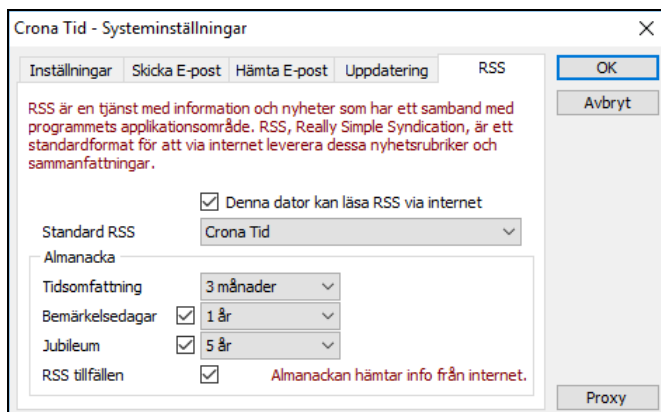 Crona Tid - Systeminställningar
Inställningar Skicka E-post Hämta E-post Uppdatering RSS OK
Avbryt
RSS är en tjänst med information och nyheter som har ett samband med
programmets applikationsområde. RSS, Really Simple Syndication, är ett
standardformat för att via internet leverera dessa nyhetsrubriker och
sammanfattningar.
Denna dator kan läsa RSS via internet
Standard RSS Crona Tid
Almanacka
Tidsomfattning 3 månader
Bemärkelsedagar 1 år
Jubileum 5 år
RSS tillfällen Almanackan hämtar info från internet.
Proxy